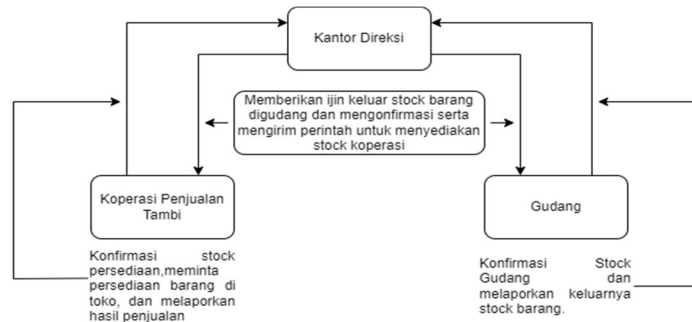 Kantor Direksi
Memberikan ijin keluar stock barang
digudang dan mengonfirmasi serta
mengirim perintah untuk menyediakan
stock koperasi
Koperasi Penjualan
Tambi
Gudang
Konfirmasi stock
persediaan,meminta
persediaan barang di
toko, dan melaporkan
hasil penjualan
Konfirmasi Stock
Gudang dan
melaporkan keluarnya
stock barang.